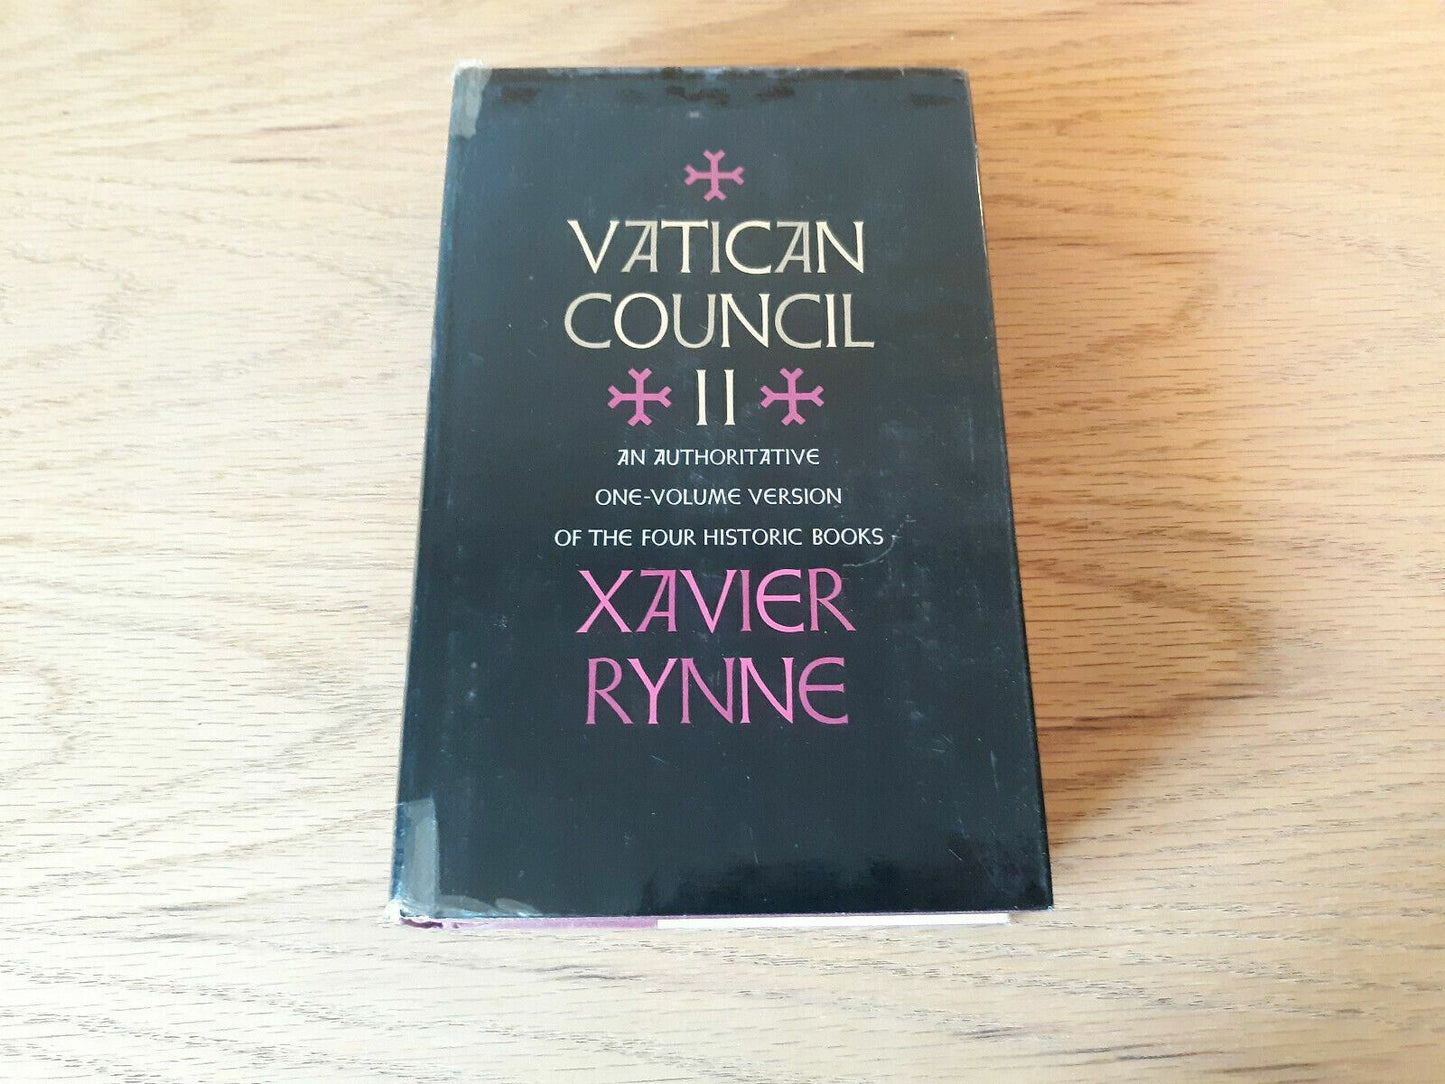 VATICAN
COUNCIL
II
AN AUTHORITATIVE
ONE-VOLUME VERSION
OF THE FOUR HISTORIC BOOKS
XAVIER
RYNNE